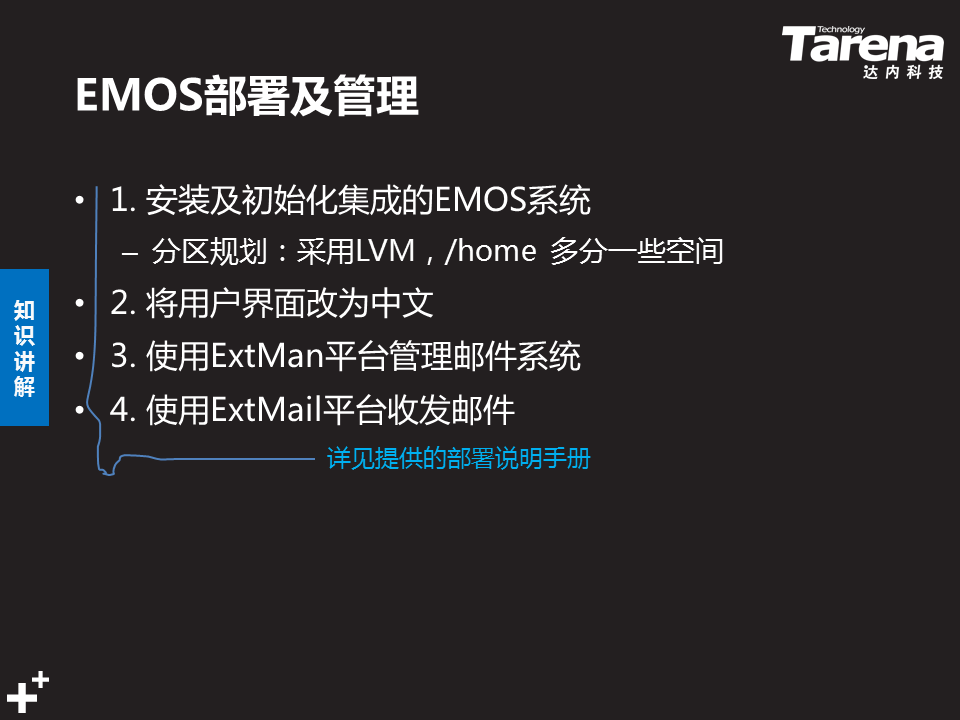 Technology
Tarena
达内科技
EMOS部署及管理
• 1. 安装及初始化集成的EMOS系统
– 分区规划：采用LVM，/home 多分一些空间
• 2. 将用户界面改为中文
• 3. 使用ExtMan平台管理邮件系统
• 4. 使用ExtMail平台收发邮件
详见提供的部署说明手册
知识讲解